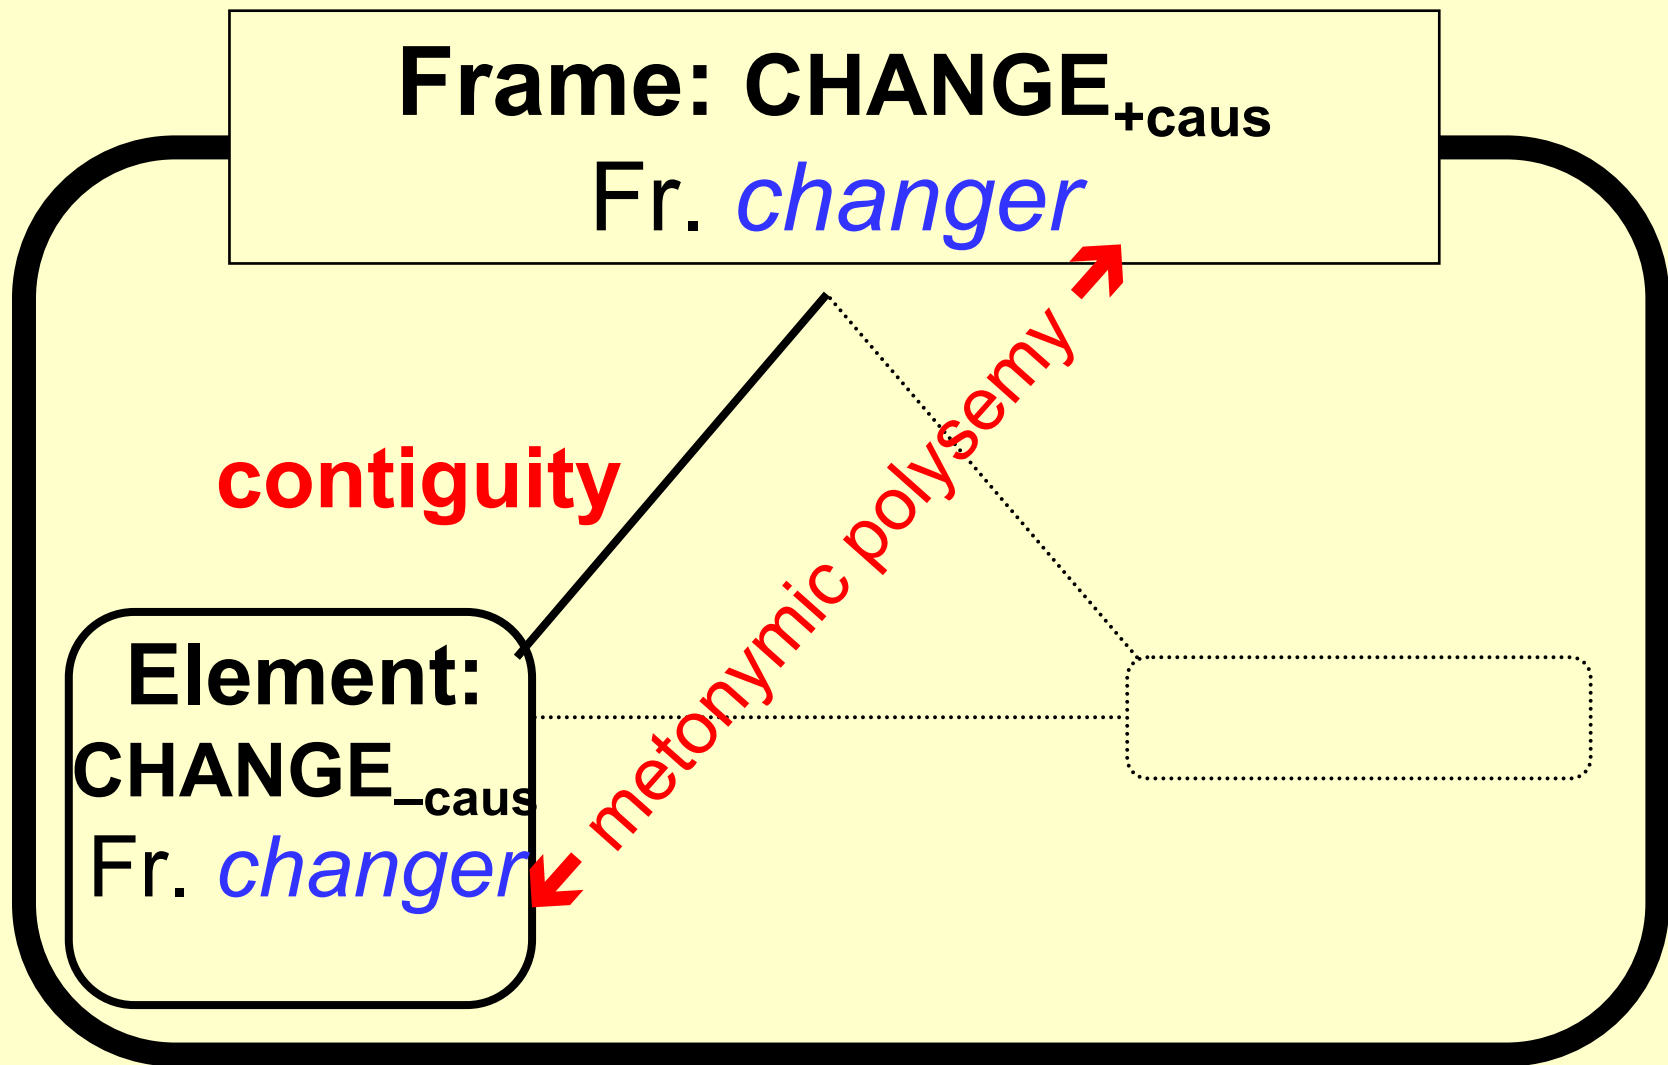 Frame: CHANGE+caus
Fr. changer
contiguity
metonymic polysemy
Element:
CHANGE–caus
Fr. changer